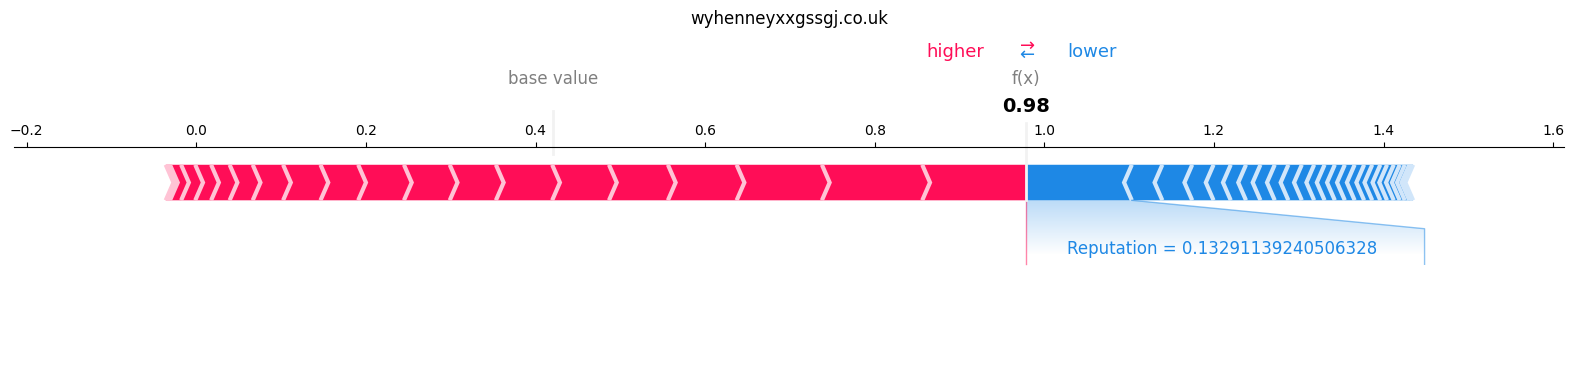 wyhenneyxxgssgj.co.uk
higher ⇄ lower
base value
f(x)
0.98
−0.2 0.0 0.2 0.4 0.6 0.8 1.0 1.2 1.4 1.6
Reputation = 0.13291139240506328